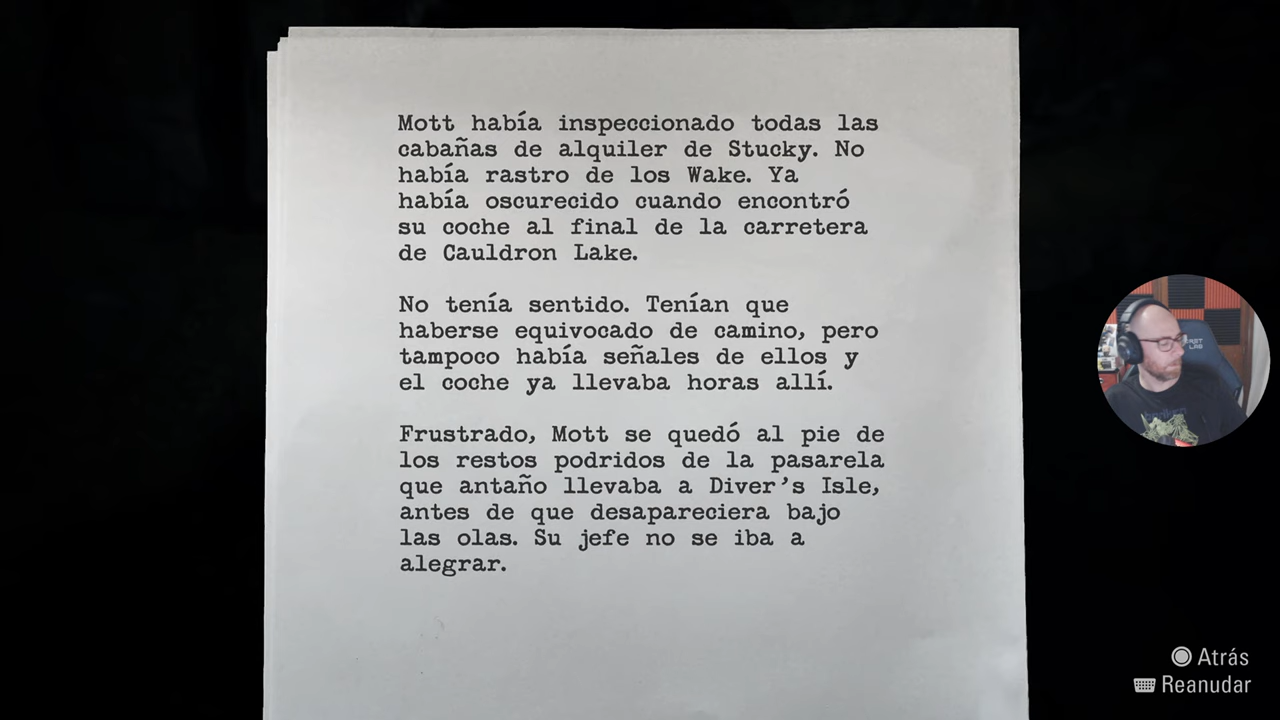 Mott había inspeccionado todas las
cabañas de alquiler de Stucky. No
había rastro de los Wake. Ya
había oscurecido cuando encontró
su coche al final de la carretera
de Cauldron Lake.
No tenía sentido. Tenían que
haberse equivocado de camino, pero
tampoco había señales de ellos y
el coche ya llevaba horas allí.
Frustrado, Mott se quedó al pie de
los restos podridos de la pasarela
que antaño llevaba a Diver's Isle,
antes de que desapareciera bajo
las olas. Su jefe no se iba a
alegrar.
Atrás
Reanudar